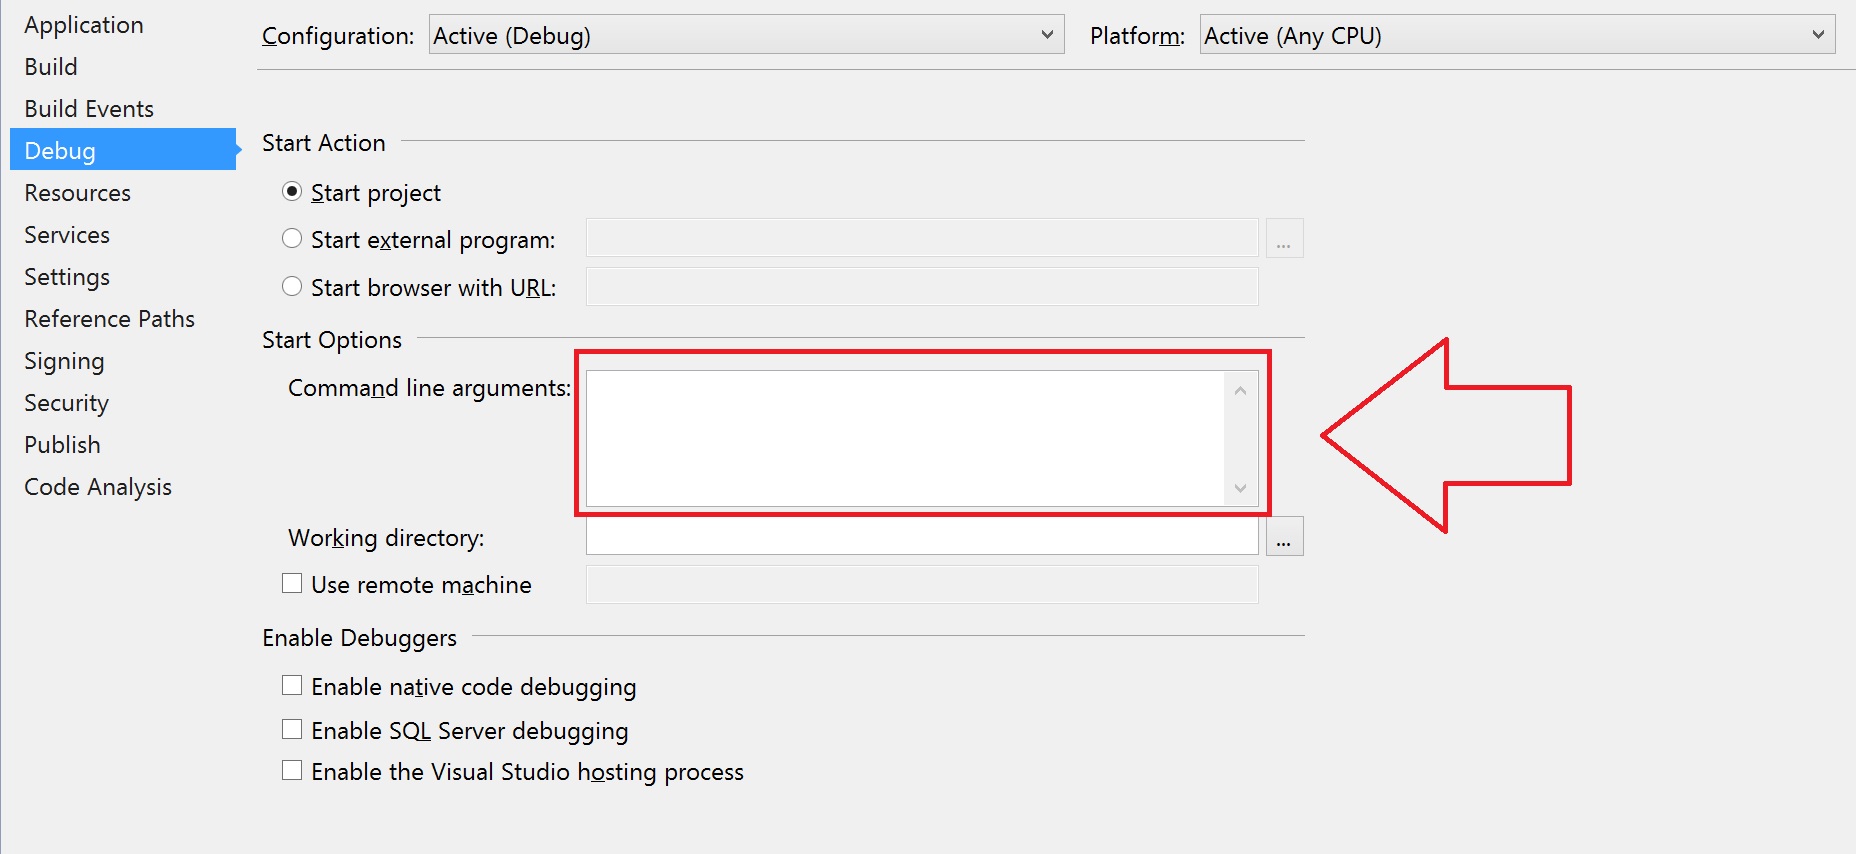 Application
Build
Build Events
Debug
Resources
Services
Settings
Reference Paths
Signing
Security
Publish
Code Analysis
Configuration: Active (Debug) Platform: Active (Any CPU)
Start Action
Start project
Start external program: ...
Start browser with URL:
Start Options
Command line arguments:
Working directory: ...
Use remote machine
Enable Debuggers
Enable native code debugging
Enable SQL Server debugging
Enable the Visual Studio hosting process